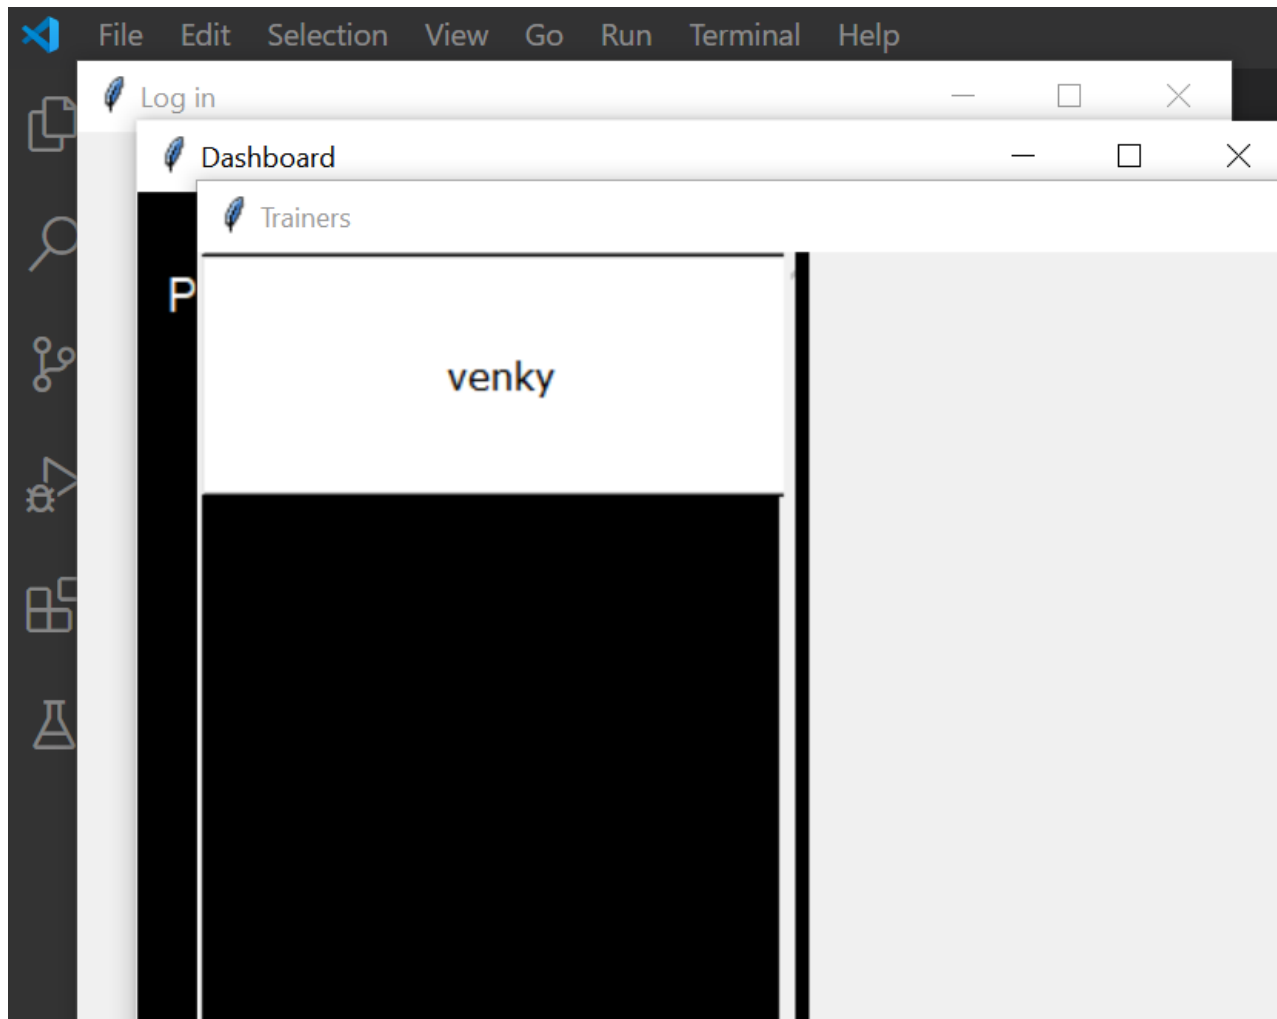 File Edit Selection View Go Run Terminal Help
Log in
Dashboard
Trainers
P
venky